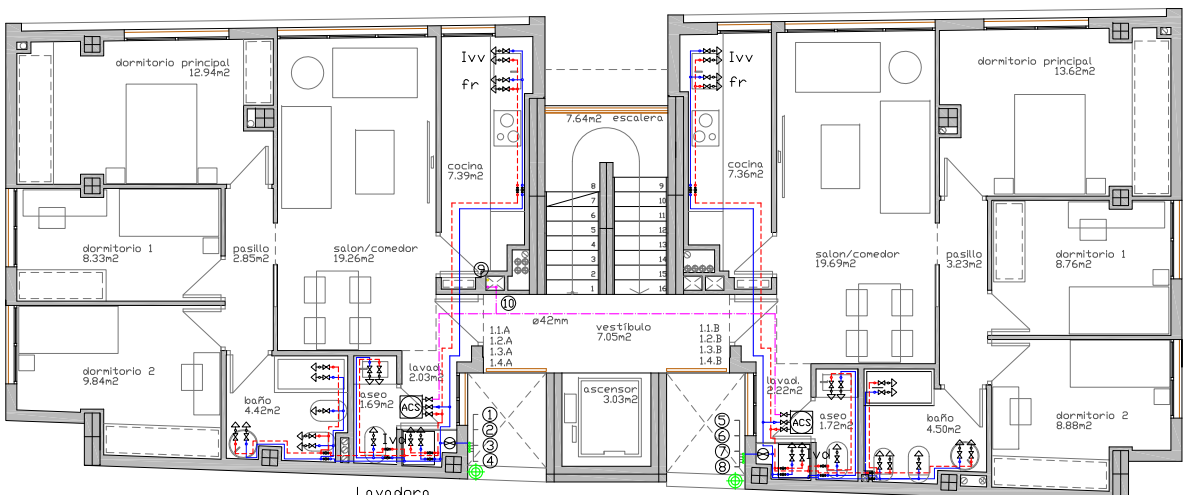 dormitorio principal
12.94m2
Ivv
fr
cocina
7.39m2
dormitorio 1
8.33m2
pasillo
2.85m2
salon/comedor
19.26m2
dormitorio 2
9.84m2
baño
4.42m2
aseo
1.69m2
lavad.
2.03m2
ACS
Ivd
Lavadora
1
2
3
4
9
10
7.64m2 escalera
8
7
6
5
4
3
2
1
9
10
11
12
13
14
15
16
ø42mm
vestíbulo
7.05m2
1.1.A
1.2.A
1.3.A
1.4.A
1.1.B
1.2.B
1.3.B
1.4.B
ascensor
3.03m2
5
6
7
8
Ivv
fr
cocina
7.36m2
dormitorio principal
13.62m2
salon/comedor
19.69m2
pasillo
3.23m2
dormitorio 1
8.76m2
lavad.
2.22m2
ACS
aseo
1.72m2
baño
4.50m2
dormitorio 2
8.88m2